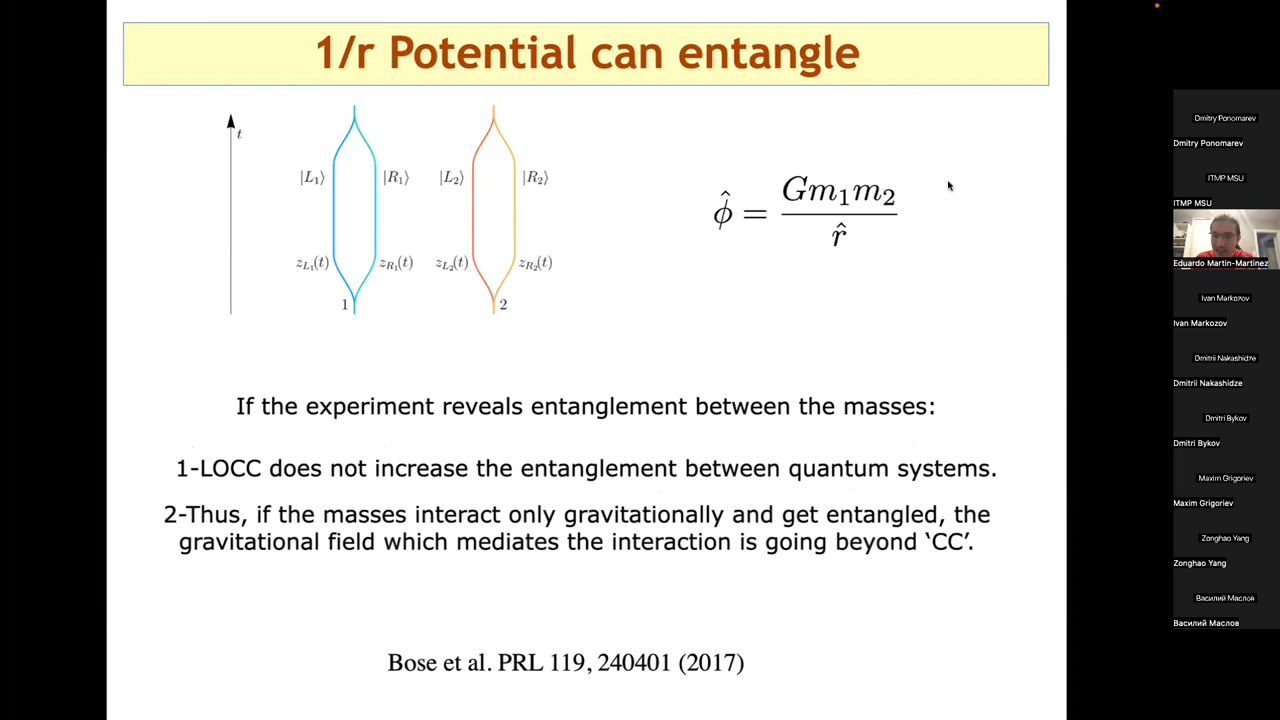 1/r Potential can entangle
t
|L₁⟩ |R₁⟩ |L₂⟩ |R₂⟩
z_{L₁}(t) z_{R₁}(t) z_{L₂}(t) z_{R₂}(t)
1 2
\hat{\phi} = \frac{Gm_1m_2}{\hat{r}}
If the experiment reveals entanglement between the masses:
1-LOCC does not increase the entanglement between quantum systems.
2-Thus, if the masses interact only gravitationally and get entangled, the
gravitational field which mediates the interaction is going beyond ‘CC’.
Bose et al. PRL 119, 240401 (2017)
Dmitry Ponomarev
Dmitry Ponomarev
ITMP MSU
ITMP MSU
Eduardo Martin-Martinez
Ivan Markozov
Ivan Markozov
Dmitrii Nakashidze
Dmitrii Nakashidze
Dmitri Bykov
Dmitri Bykov
Maxim Grigoriev
Maxim Grigoriev
Zonghao Yang
Zonghao Yang
Василий Маслов
Василий Маслов